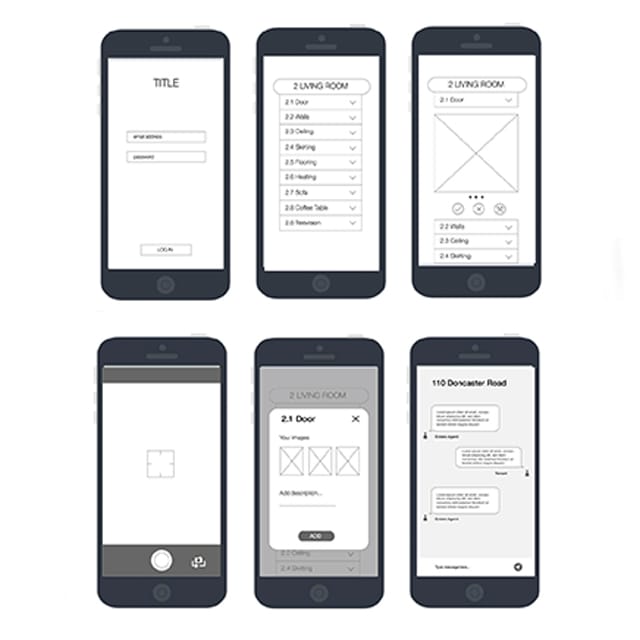 TITLE
email address
password
LOG IN
2 LIVING ROOM
2.1 Door
2.2 Walls
2.3 Ceiling
2.4 Skirting
2.5 Flooring
2.6 Heating
2.7 Sofa
2.8 Coffee Table
2.9 Television
2 LIVING ROOM
2.1 Door
2.2 Walls
2.3 Ceiling
2.4 Skirting
2 LIVING ROOM
2.1 Door
Your images
Add description...
ADD
2.3 Ceiling
2.4 Skirting
110 Doncaster Road
Estate Agent
Tenant
Estate Agent
Type message...